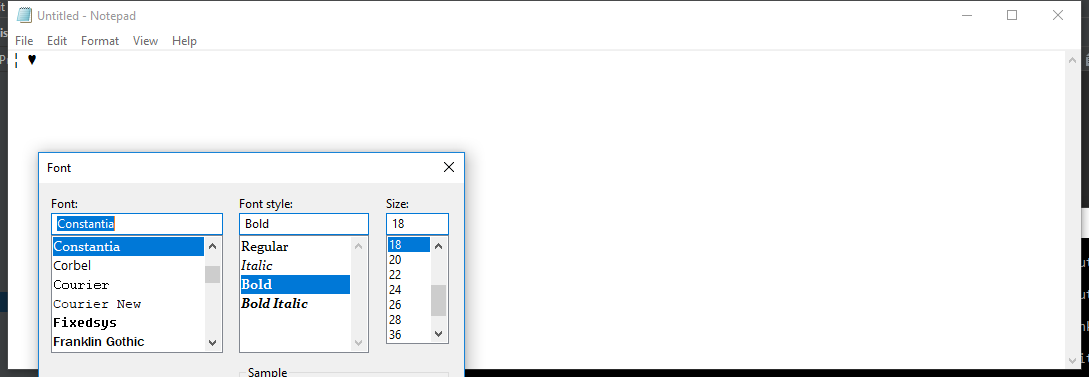 Untitled - Notepad
File Edit Format View Help
¦ ♥
Font
Font: Font style: Size:
Constantia Bold 18
Constantia Regular 18
Corbel Italic 20
Courier Bold 22
Courier New Bold Italic 24
Fixedsys 26
Franklin Gothic 28
36
Sample